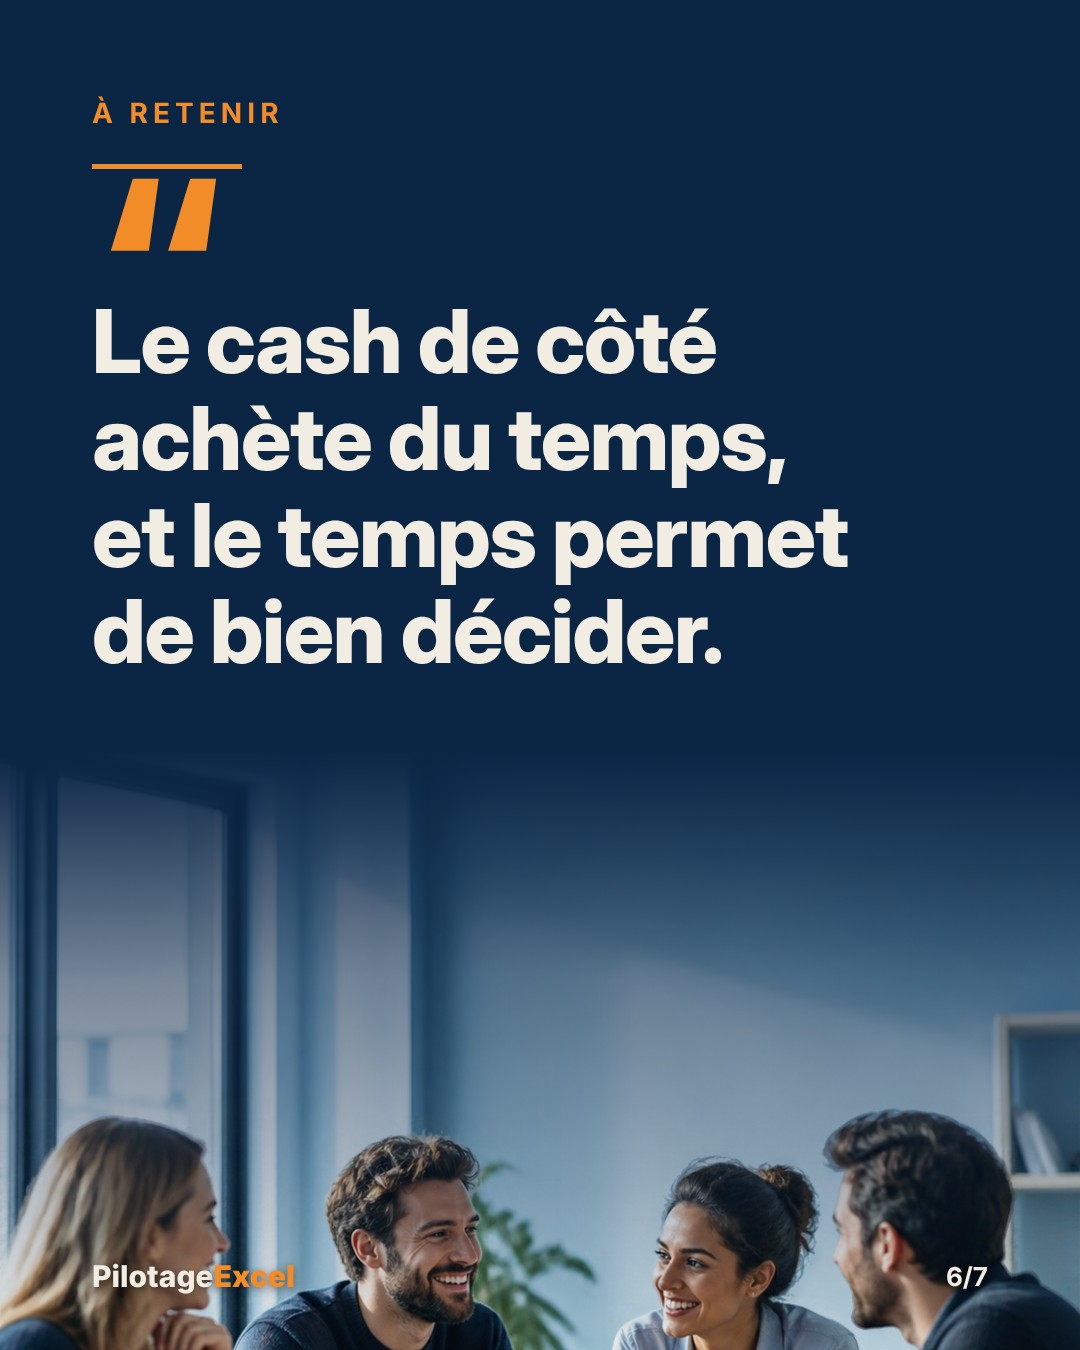 À RETENIR
"
Le cash de côté
achète du temps,
et le temps permet
de bien décider.
PilotageExcel
6/7